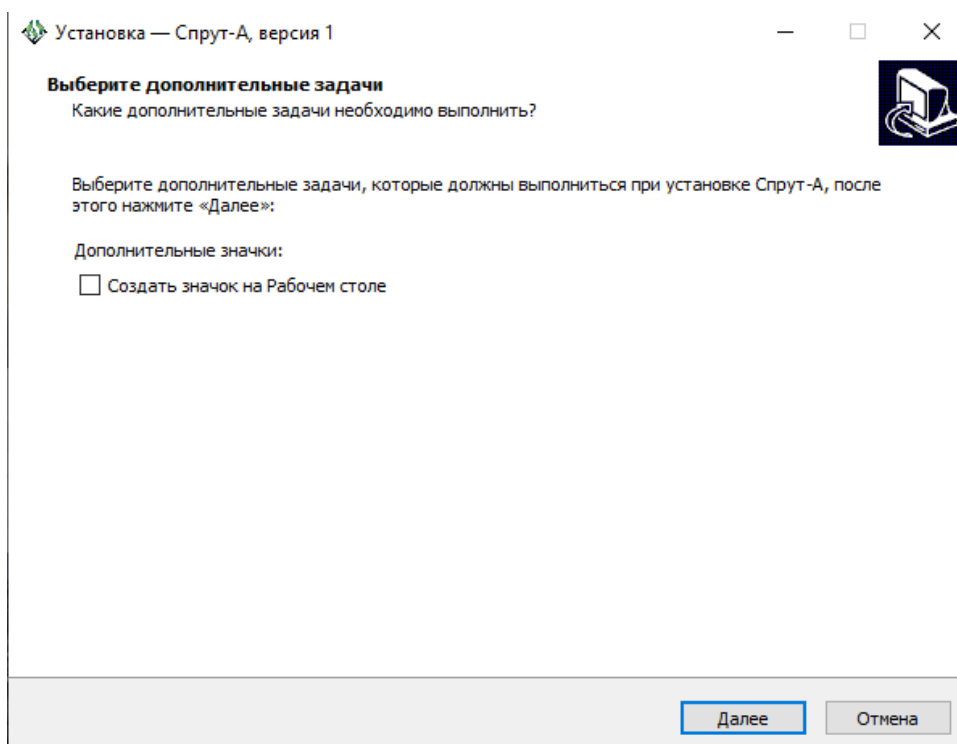 Установка — Спрут-А, версия 1
Выберите дополнительные задачи
Какие дополнительные задачи необходимо выполнить?
Выберите дополнительные задачи, которые должны выполниться при установке Спрут-А, после
этого нажмите «Далее»:
Дополнительные значки:
Создать значок на Рабочем столе
Далее
Отмена